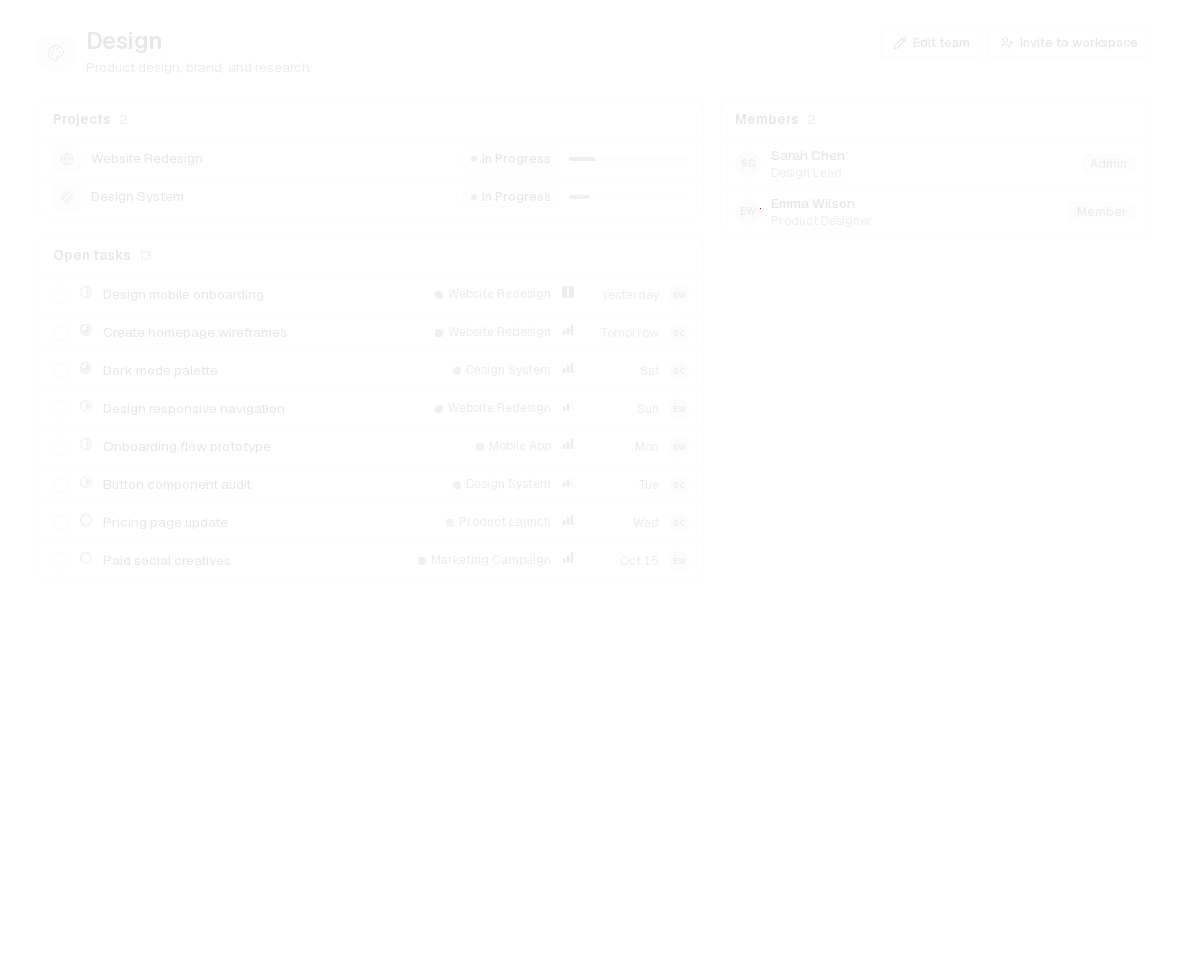 Design
Product design, brand, and research
Edit team
Invite to workspace
Projects 2
Website Redesign In Progress
Design System In Progress
Members 2
SC Sarah Chen Admin
Design Lead
EW Emma Wilson Member
Product Designer
Open tasks 13
Design mobile onboarding Website Redesign Yesterday EW
Create homepage wireframes Website Redesign Tomorrow SC
Dark mode palette Design System Sat SC
Design responsive navigation Website Redesign Sun EW
Onboarding flow prototype Mobile App Mon EW
Button component audit Design System Tue SC
Pricing page update Product Launch Wed SC
Paid social creatives Marketing Campaign Oct 15 EW